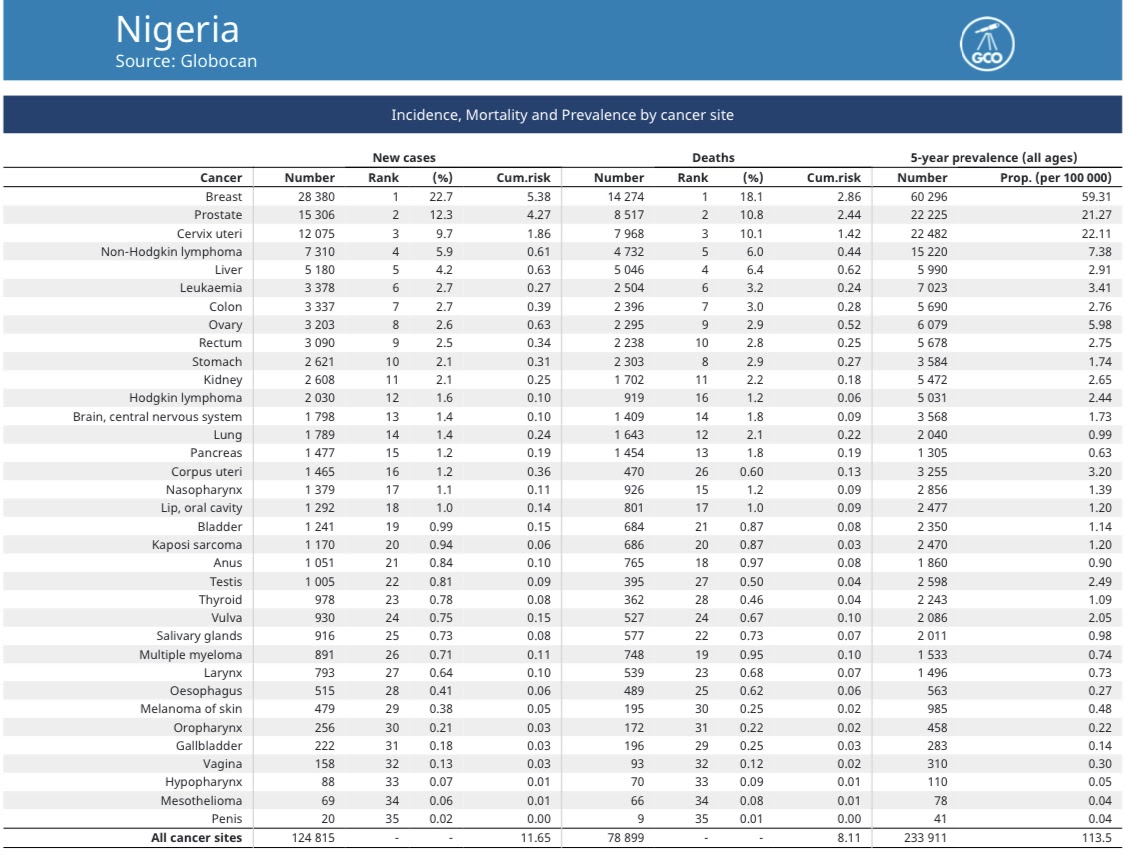 Nigeria
Source: Globocan
GCO
Incidence, Mortality and Prevalence by cancer site
New cases Deaths 5-year prevalence (all ages)
Cancer Number Rank (%) Cum.risk Number Rank (%) Cum.risk Number Prop. (per 100 000)
Breast 28 380 1 22.7 5.38 14 274 1 18.1 2.86 60 296 59.31
Prostate 15 306 2 12.3 4.27 8 517 2 10.8 2.44 22 225 21.27
Cervix uteri 12 075 3 9.7 1.86 7 968 3 10.1 1.42 22 482 22.11
Non-Hodgkin lymphoma 7 310 4 5.9 0.61 4 732 5 6.0 0.44 15 220 7.38
Liver 5 180 5 4.2 0.63 5 046 4 6.4 0.62 5 990 2.91
Leukaemia 3 378 6 2.7 0.27 2 504 6 3.2 0.24 7 023 3.41
Colon 3 337 7 2.7 0.39 2 396 7 3.0 0.28 5 690 2.76
Ovary 3 203 8 2.6 0.63 2 295 9 2.9 0.52 6 079 5.98
Rectum 3 090 9 2.5 0.34 2 238 10 2.8 0.25 5 678 2.75
Stomach 2 621 10 2.1 0.31 2 303 8 2.9 0.27 3 584 1.74
Kidney 2 608 11 2.1 0.25 1 702 11 2.2 0.18 5 472 2.65
Hodgkin lymphoma 2 030 12 1.6 0.10 919 16 1.2 0.06 5 031 2.44
Brain, central nervous system 1 798 13 1.4 0.10 1 409 14 1.8 0.09 3 568 1.73
Lung 1 789 14 1.4 0.24 1 643 12 2.1 0.22 2 040 0.99
Pancreas 1 477 15 1.2 0.19 1 454 13 1.8 0.19 1 305 0.63
Corpus uteri 1 465 16 1.2 0.36 470 26 0.60 0.13 3 255 3.20
Nasopharynx 1 379 17 1.1 0.11 926 15 1.2 0.09 2 856 1.39
Lip, oral cavity 1 292 18 1.0 0.14 801 17 1.0 0.09 2 477 1.20
Bladder 1 241 19 0.99 0.15 684 21 0.87 0.08 2 350 1.14
Kaposi sarcoma 1 170 20 0.94 0.06 686 20 0.87 0.03 2 470 1.20
Anus 1 051 21 0.84 0.10 765 18 0.97 0.08 1 860 0.90
Testis 1 005 22 0.81 0.09 395 27 0.50 0.04 2 598 2.49
Thyroid 978 23 0.78 0.08 362 28 0.46 0.04 2 243 1.09
Vulva 930 24 0.75 0.15 527 24 0.67 0.10 2 086 2.05
Salivary glands 916 25 0.73 0.08 577 22 0.73 0.07 2 011 0.98
Multiple myeloma 891 26 0.71 0.11 748 19 0.95 0.10 1 533 0.74
Larynx 793 27 0.64 0.10 539 23 0.68 0.07 1 496 0.73
Oesophagus 515 28 0.41 0.06 489 25 0.62 0.06 563 0.27
Melanoma of skin 479 29 0.38 0.05 195 30 0.25 0.02 985 0.48
Oropharynx 256 30 0.21 0.03 172 31 0.22 0.02 458 0.22
Gallbladder 222 31 0.18 0.03 196 29 0.25 0.03 283 0.14
Vagina 158 32 0.13 0.03 93 32 0.12 0.02 310 0.30
Hypopharynx 88 33 0.07 0.01 70 33 0.09 0.01 110 0.05
Mesothelioma 69 34 0.06 0.01 66 34 0.08 0.01 78 0.04
Penis 20 35 0.02 0.00 9 35 0.01 0.00 41 0.04
All cancer sites 124 815 - - 11.65 78 899 - - 8.11 233 911 113.5